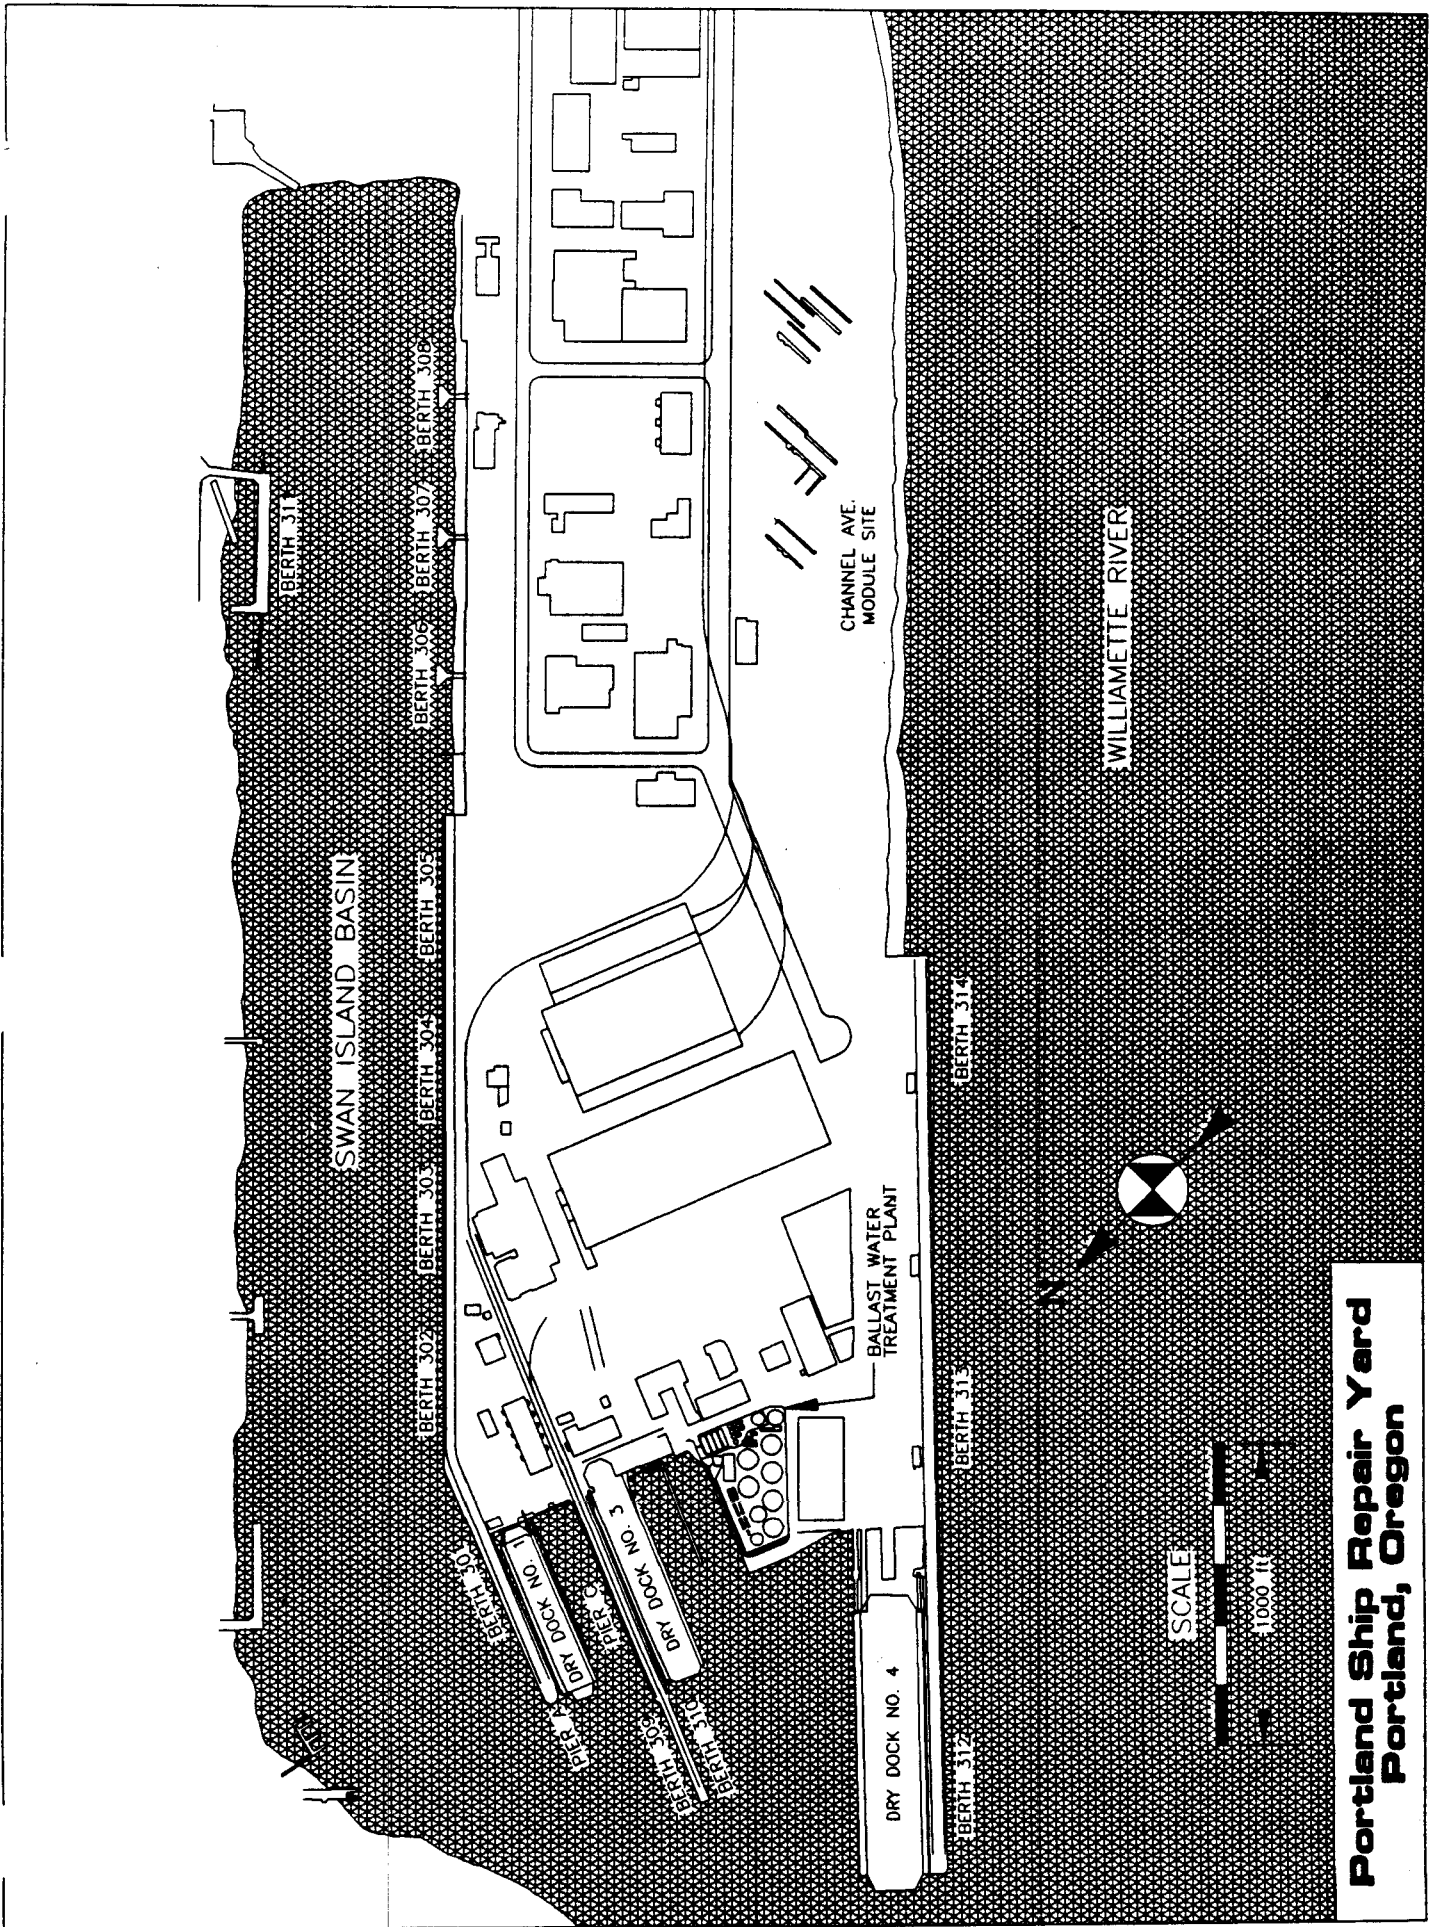 SWAN ISLAND BASIN
BERTH 311
BERTH 301
BERTH 302
BERTH 303
BERTH 304
BERTH 305
BERTH 306
BERTH 307
BERTH 308
PIER A
DRY DOCK NO. 1
PIER C
BERTH 309
DRY DOCK NO. 3
BERTH 310
BALLAST WATER
TREATMENT PLANT
CHANNEL AVE.
MODULE SITE
DRY DOCK NO. 4
BERTH 312
BERTH 313
BERTH 314
WILLIAMETTE RIVER
N
SCALE
1000 ft
Portland Ship Repair Yard
Portland, Oregon